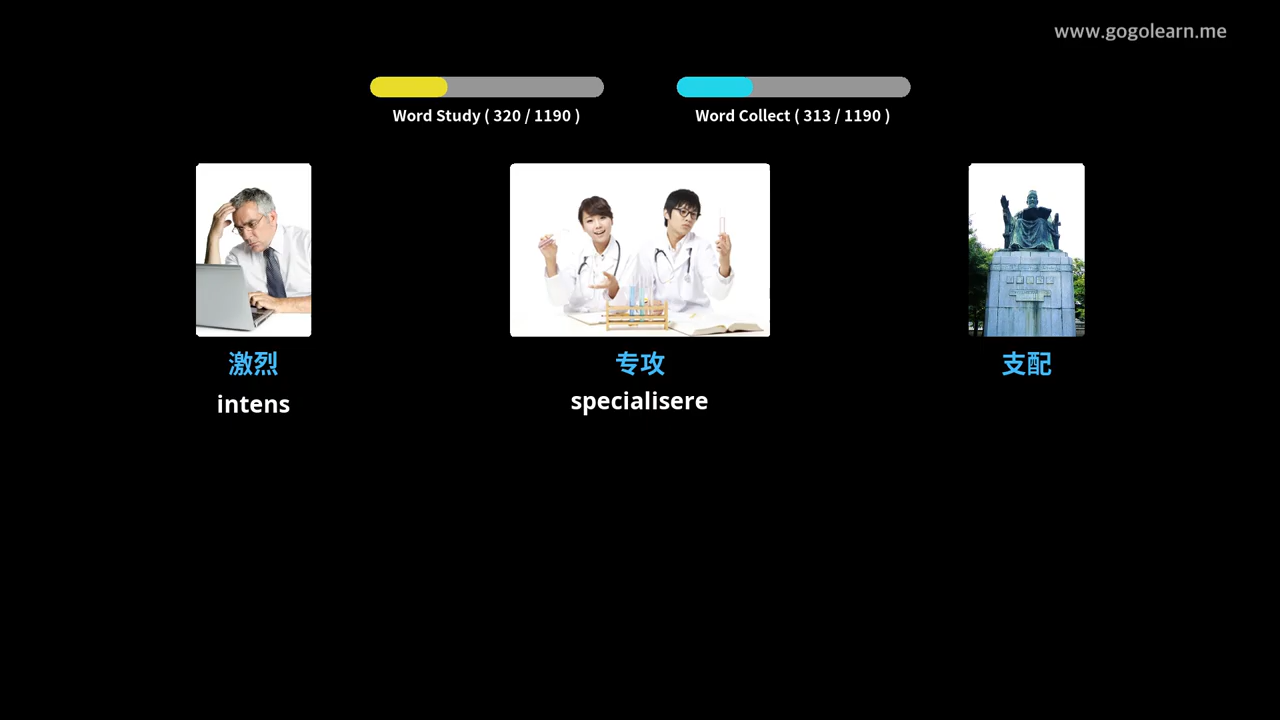 www.gogolearn.me
Word Study ( 320 / 1190 )
Word Collect ( 313 / 1190 )
激烈
intens
专攻
specialisere
支配